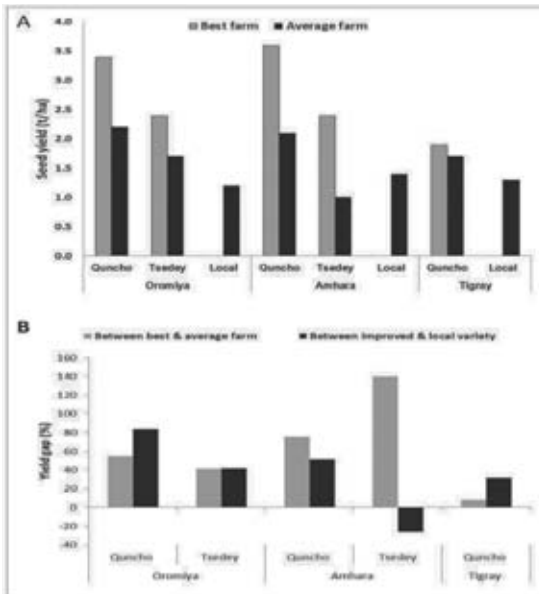 A
Best farm Average farm
Seed yield (t/ha)
4.0
3.5
3.0
2.5
2.0
1.5
1.0
0.5
0.0
Quncho Tsedey Local Quncho Tsedey Local Quncho Local
Oromiya Amhara Tigray
B
Between best & average farm Between improved & local variety
Yield gap (%)
160
140
120
100
80
60
40
20
0
-20
-40
Quncho Tsedey Quncho Tsedey Quncho
Oromiya Amhara Tigray